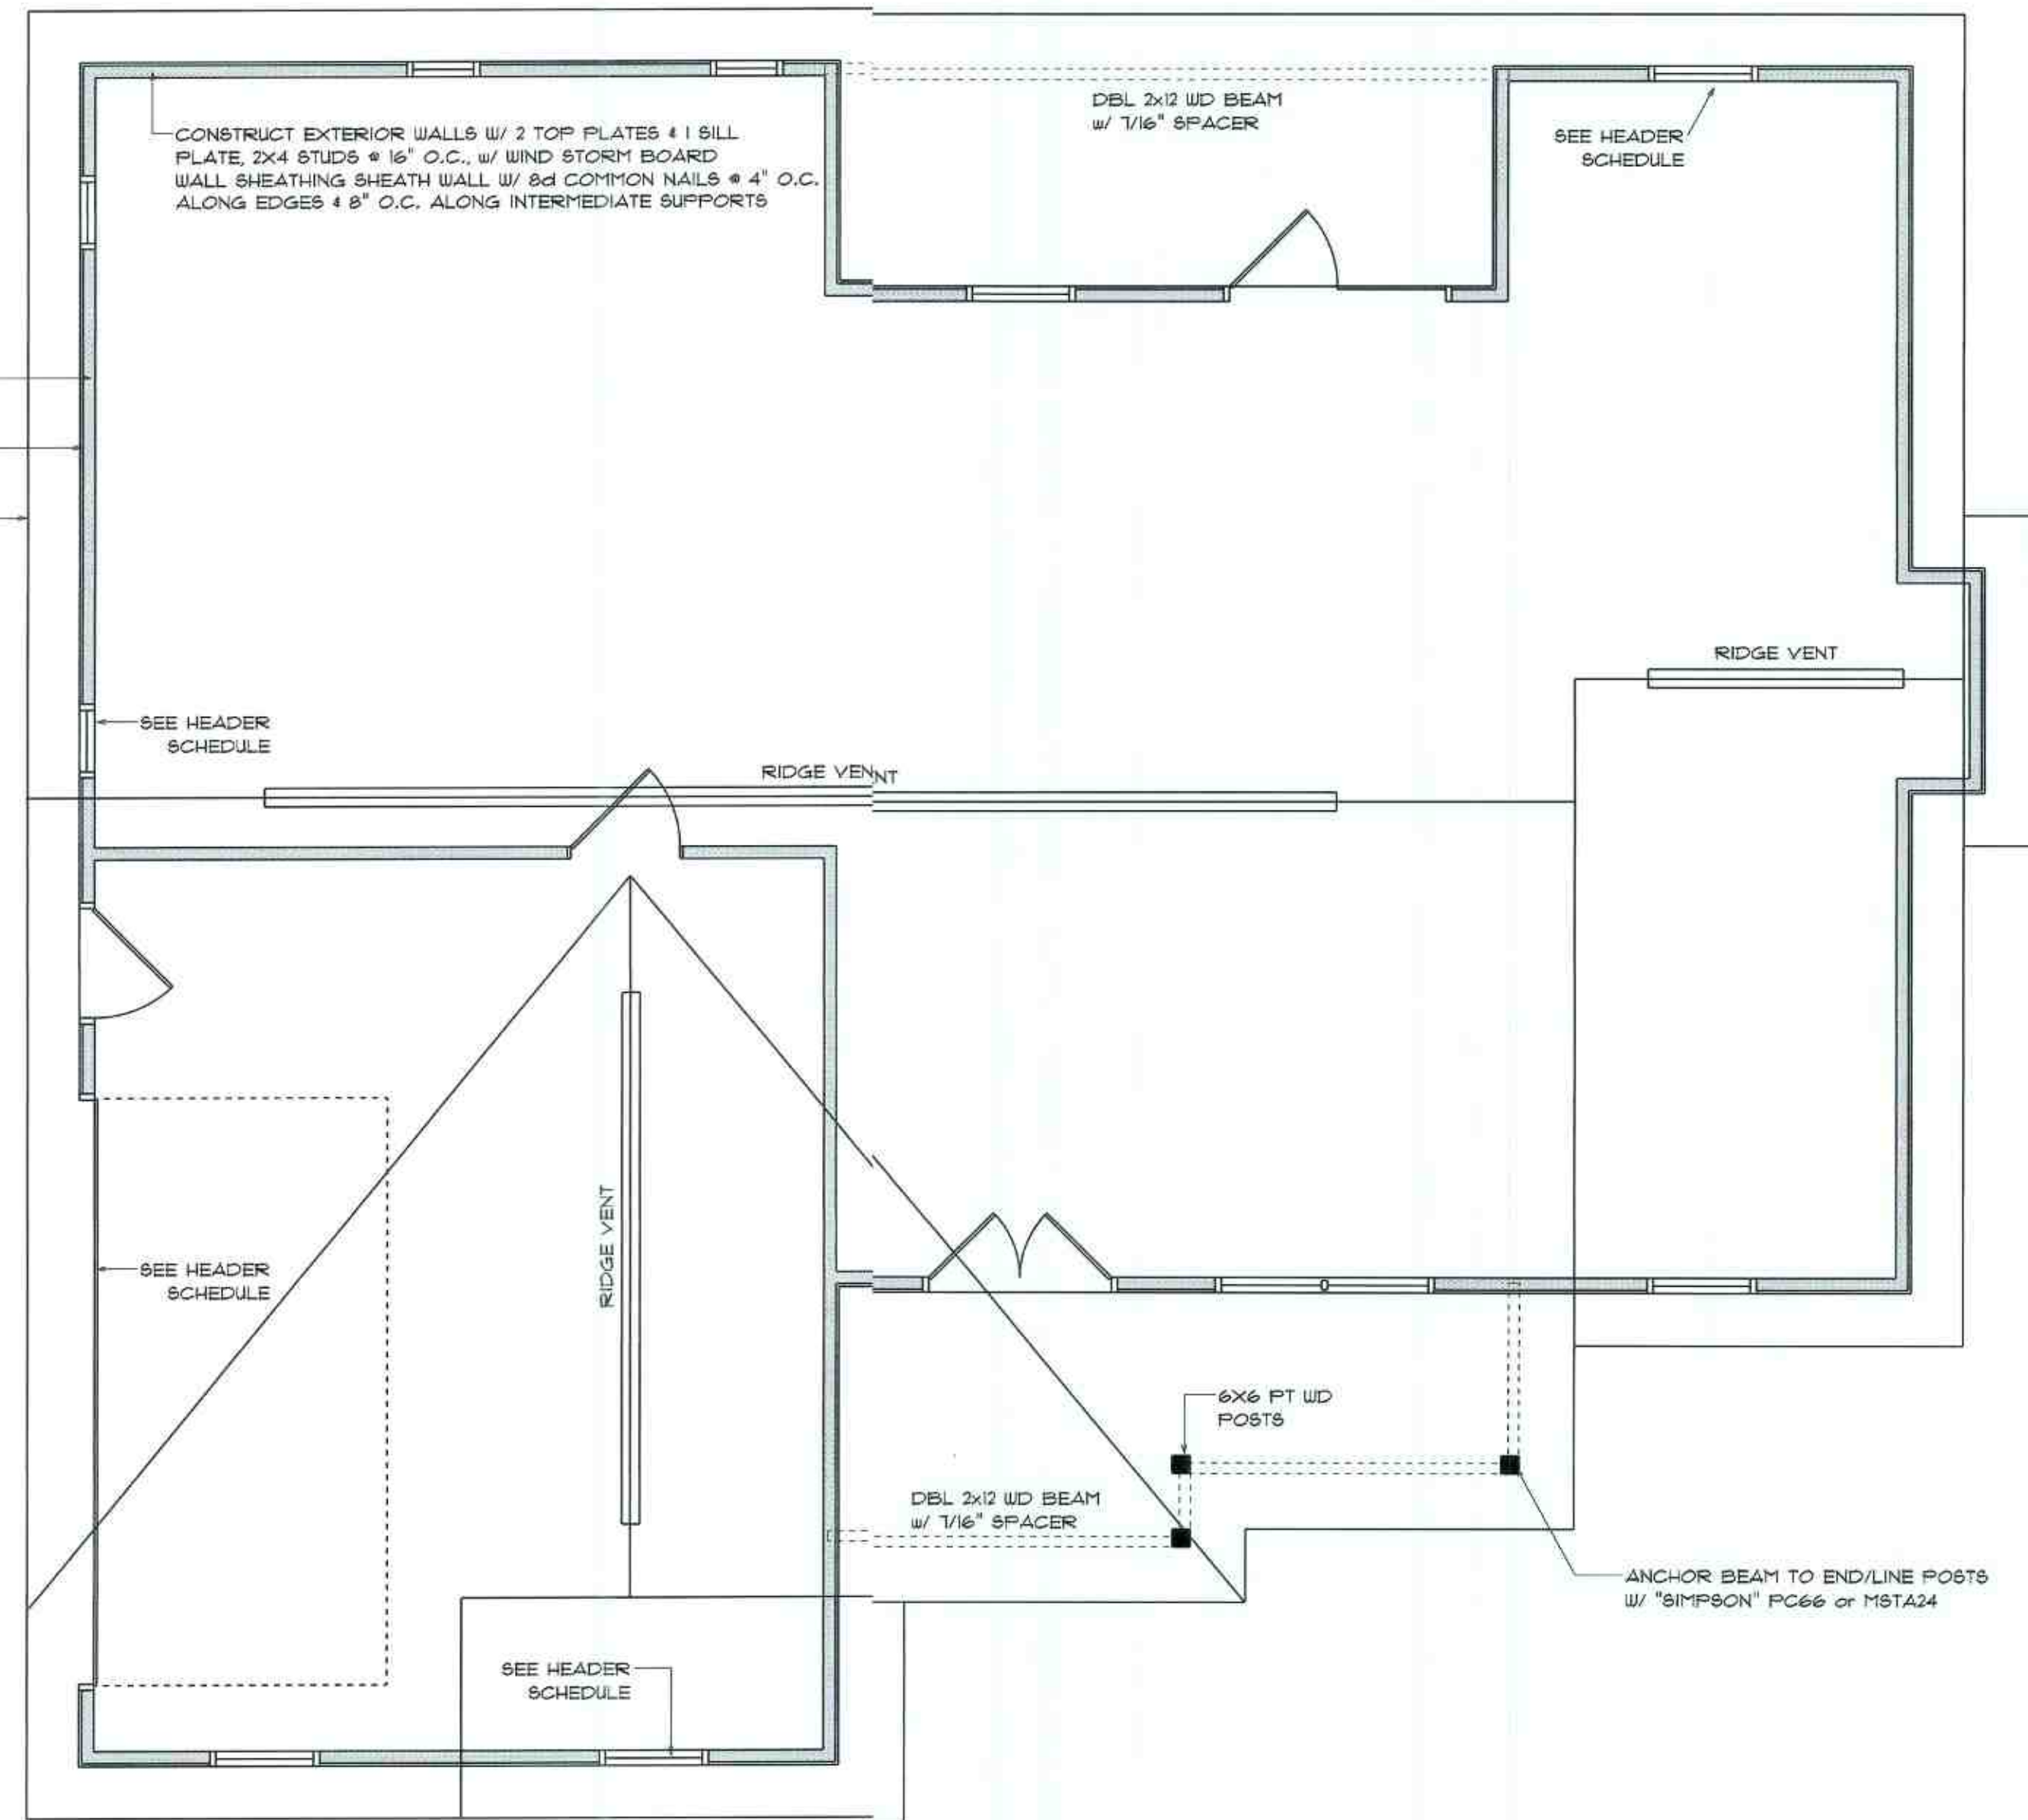 CONSTRUCT EXTERIOR WALLS W/ 2 TOP PLATES & 1 SILL
PLATE, 2X4 STUDS @ 16" O.C., w/ WIND STORM BOARD
WALL SHEATHING SHEATH WALL W/ 8d COMMON NAILS @ 4" O.C.
ALONG EDGES & 8" O.C. ALONG INTERMEDIATE SUPPORTS
DBL 2x12 WD BEAM
w/ 7/16" SPACER
SEE HEADER
SCHEDULE
RIDGE VENT
SEE HEADER
SCHEDULE
RIDGE VENNT
SEE HEADER
SCHEDULE
RIDGE VENT
6X6 PT WD
POSTS
DBL 2x12 WD BEAM
w/ 7/16" SPACER
ANCHOR BEAM TO END/LINE POSTS
W/ "SIMPSON" PC66 or MSTA24
SEE HEADER
SCHEDULE